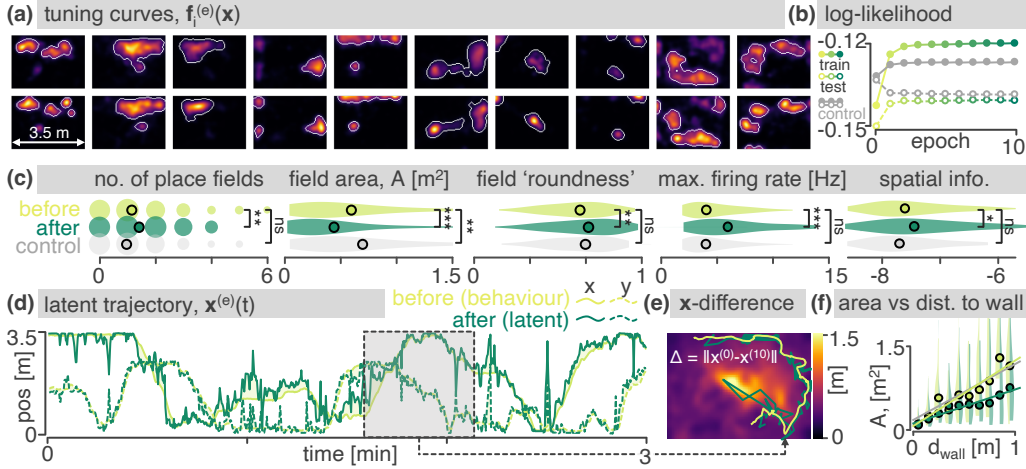 (a) tuning curves, f_i^(e)(x)
3.5 m
(b) log-likelihood
-0.12
train
test
control
-0.15
0 epoch 10
(c) no. of place fields field area, A [m²] field 'roundness' max. firing rate [Hz] spatial info.
before
after
control
** ns *** ** * ns *** ns * ns
0 6 0 1.5 0 1 0 15 -8 -6
(d) latent trajectory, x^(e)(t)
x y
before (behaviour)
after (latent)
3.5
pos [m]
0
0 time [min] 3
(e) x-difference
Δ = ||x^(0)-x^(10)||
1.5
[m]
0
(f) area vs dist. to wall
1.5
A, [m²]
0
0 d_wall [m] 1